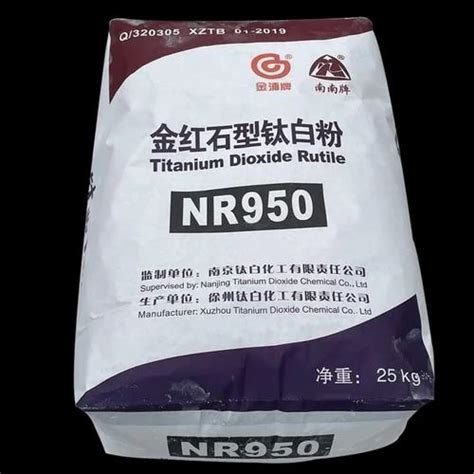 Q/320305 XZTB 01-2019
金浦牌
南南牌
金红石型钛白粉
Titanium Dioxide Rutile
NR950
监制单位：南京钛白化工有限责任公司
Supervised by: Nanjing Titanium Dioxide Chemical Co., Ltd
生产单位：徐州钛白化工有限责任公司
Manufacturer: Xuzhou Titanium Dioxide Chemical Co., Ltd
净重：25kg
NR950